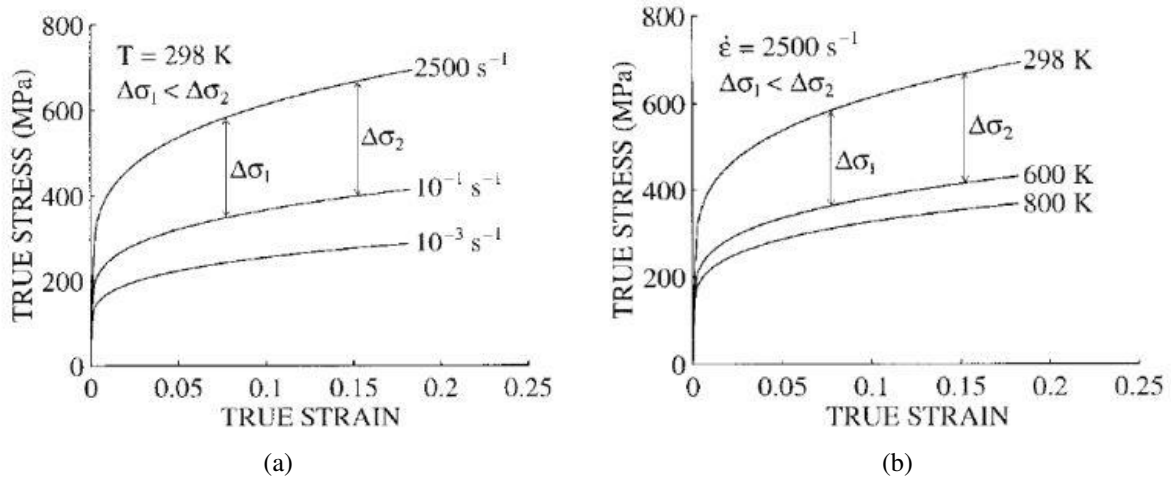 TRUE STRESS (MPa)
800
600
400
200
0
T = 298 K
Δσ₁ < Δσ₂
2500 s⁻¹
Δσ₂
Δσ₁
10⁻¹ s⁻¹
10⁻³ s⁻¹
0 0.05 0.1 0.15 0.2 0.25
TRUE STRAIN
(a)
TRUE STRESS (MPa)
800
600
400
200
0
ε̇ = 2500 s⁻¹
Δσ₁ < Δσ₂
298 K
Δσ₂
Δσ₁
600 K
800 K
0 0.05 0.1 0.15 0.2 0.25
TRUE STRAIN
(b)